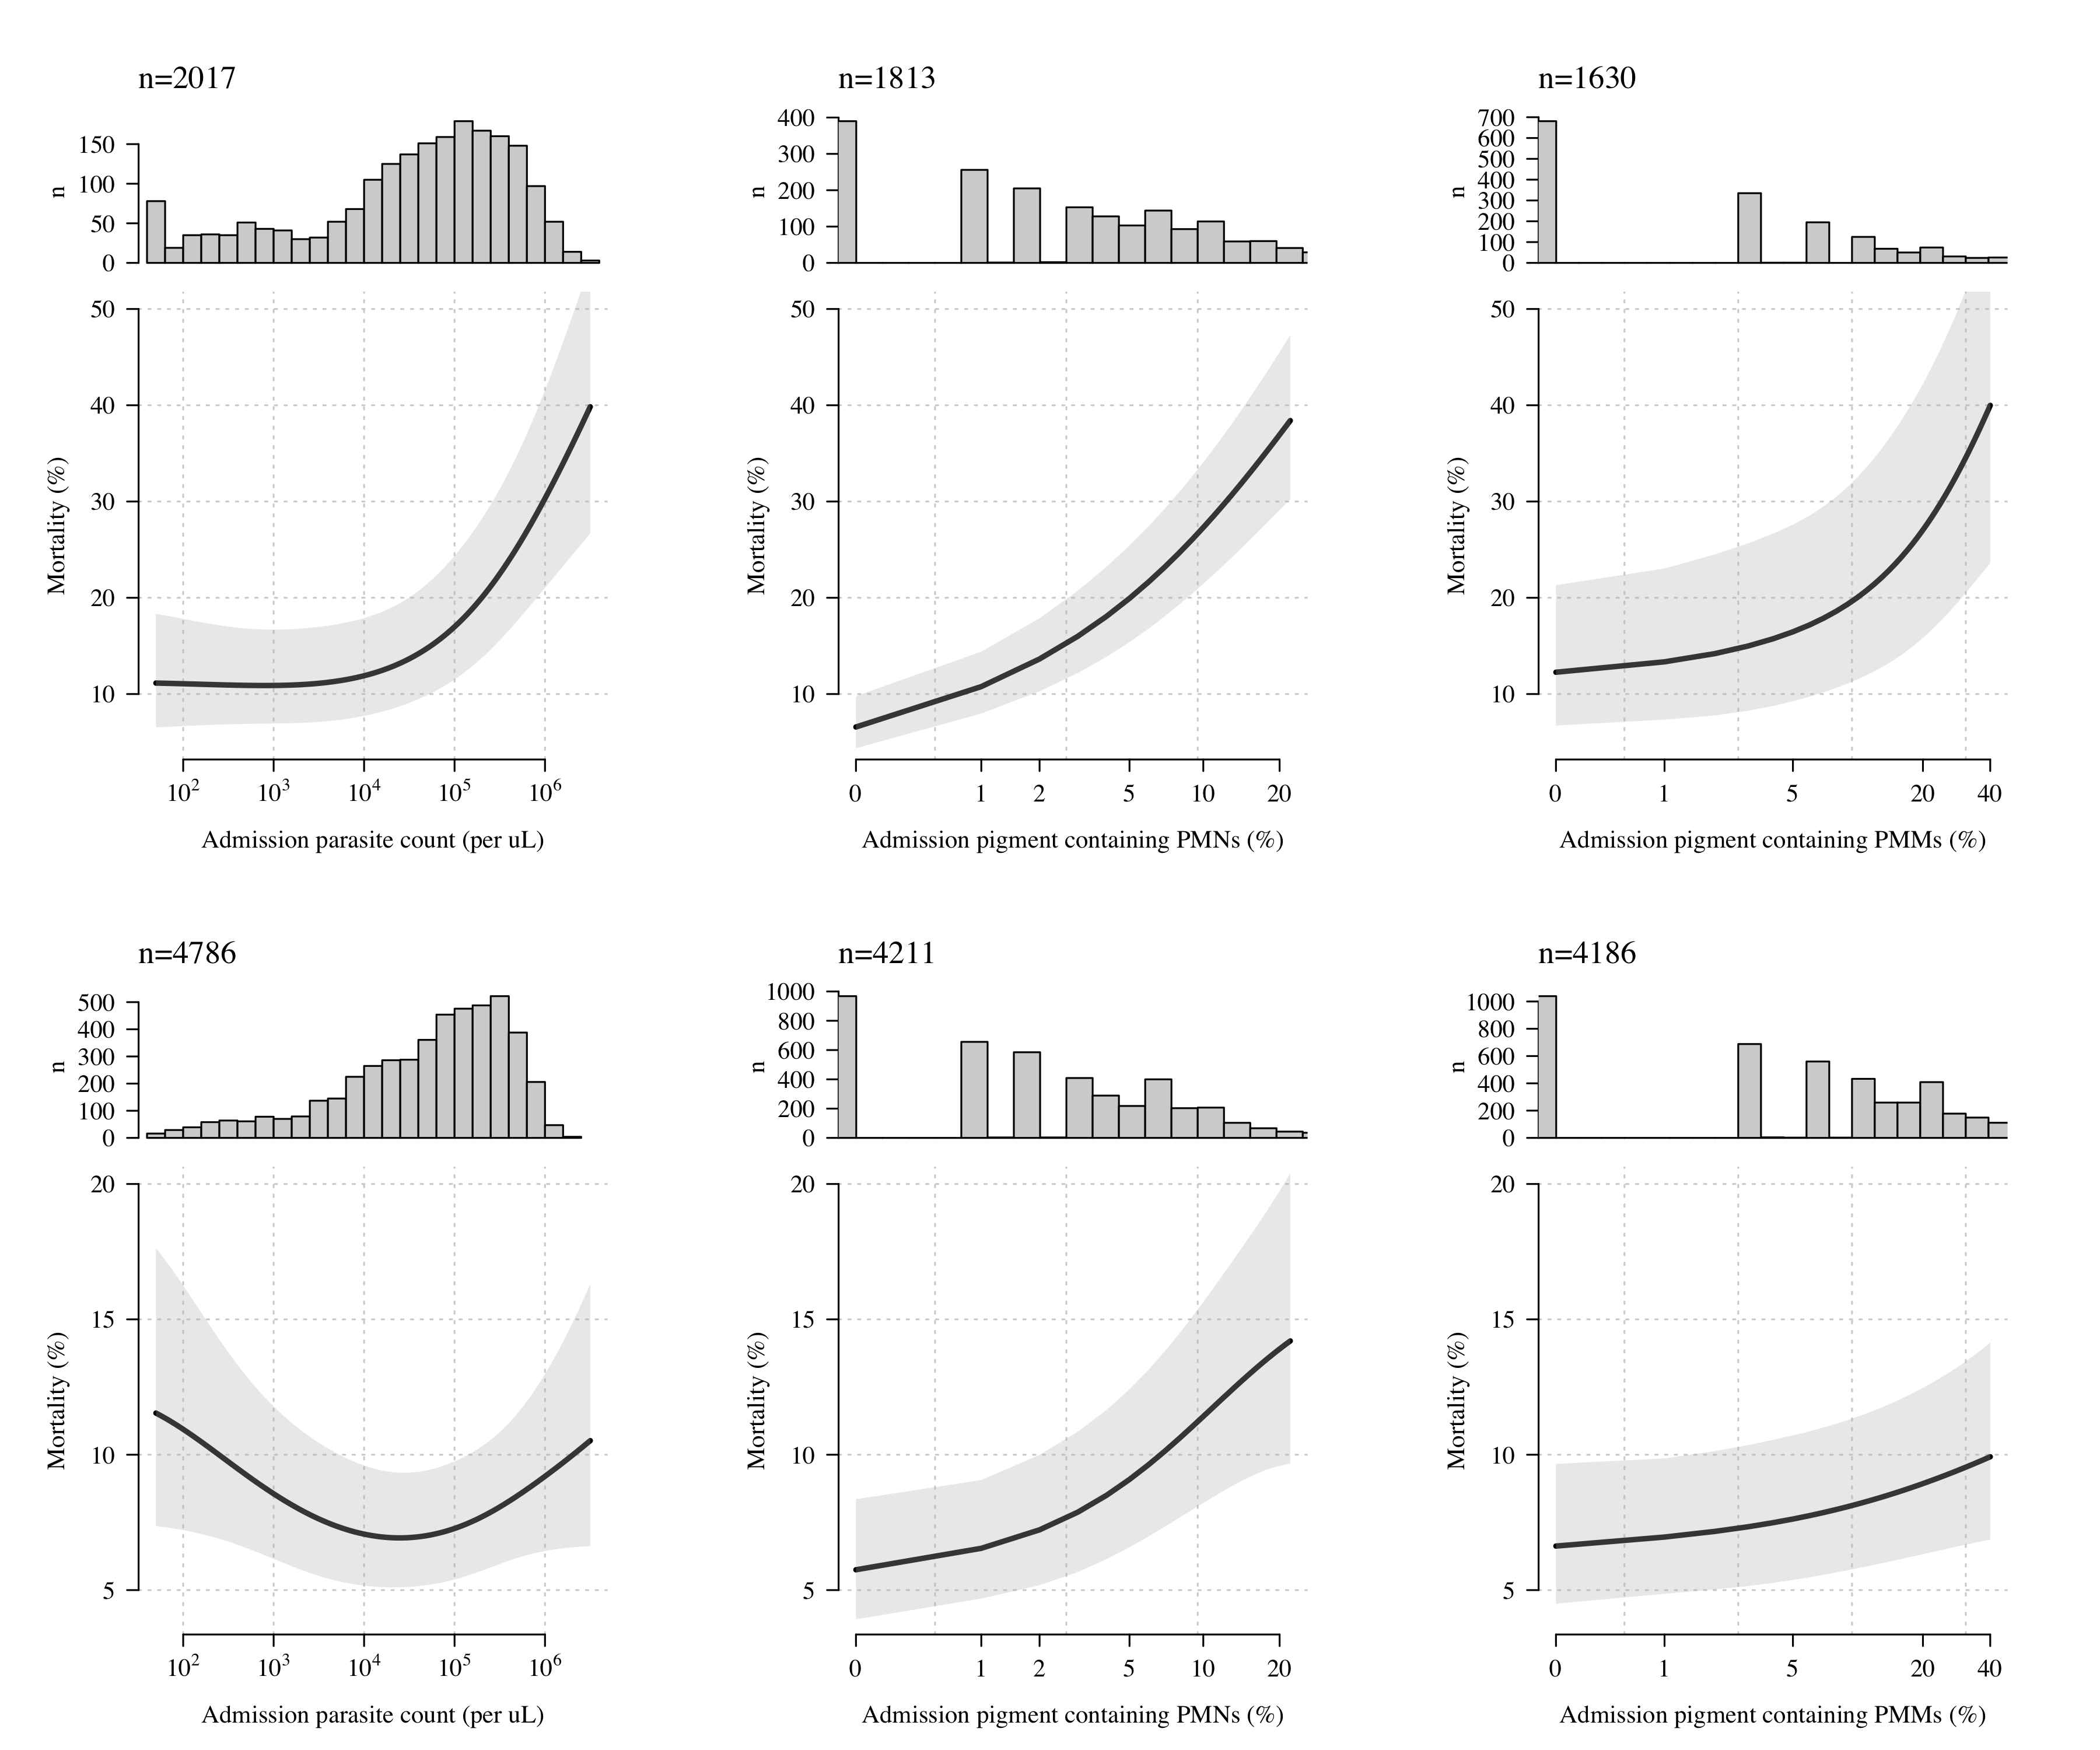 n=2017
n=1813
n=1630
n
150
100
50
0
n
400
300
200
100
0
n
700
600
500
400
300
200
100
0
Mortality (%)
50
40
30
20
10
10² 10³ 10⁴ 10⁵ 10⁶
Admission parasite count (per uL)
Mortality (%)
50
40
30
20
10
0 1 2 5 10 20
Admission pigment containing PMNs (%)
Mortality (%)
50
40
30
20
10
0 1 5 20 40
Admission pigment containing PMMs (%)
n=4786
n=4211
n=4186
n
500
400
300
200
100
0
n
1000
800
600
400
200
0
n
1000
800
600
400
200
0
Mortality (%)
20
15
10
5
10² 10³ 10⁴ 10⁵ 10⁶
Admission parasite count (per uL)
Mortality (%)
20
15
10
5
0 1 2 5 10 20
Admission pigment containing PMNs (%)
Mortality (%)
20
15
10
5
0 1 5 20 40
Admission pigment containing PMMs (%)